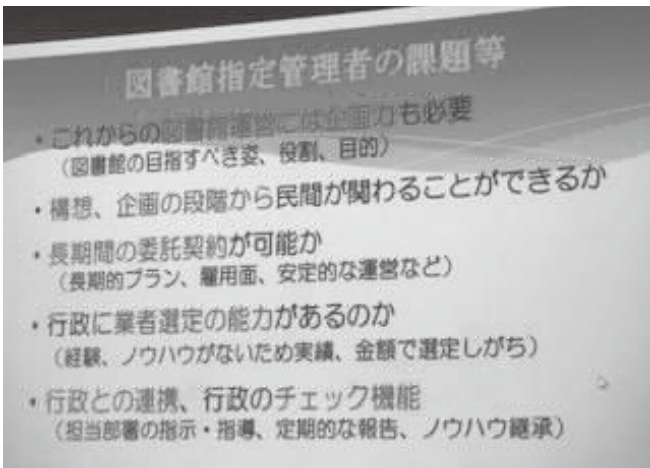 図書館指定管理者の課題等
・これからの図書館運営には企画力も必要
（図書館の目指すべき姿、役割、目的）
・構想、企画の段階から民間が関わることができるか
・長期間の委託契約が可能か
（長期的プラン、雇用面、安定的な運営など）
・行政に業者選定の能力があるのか
（経験、ノウハウがないため実績、金額で選定しがち）
・行政との連携、行政のチェック機能
（担当部署の指示・指導、定期的な報告、ノウハウ継承）